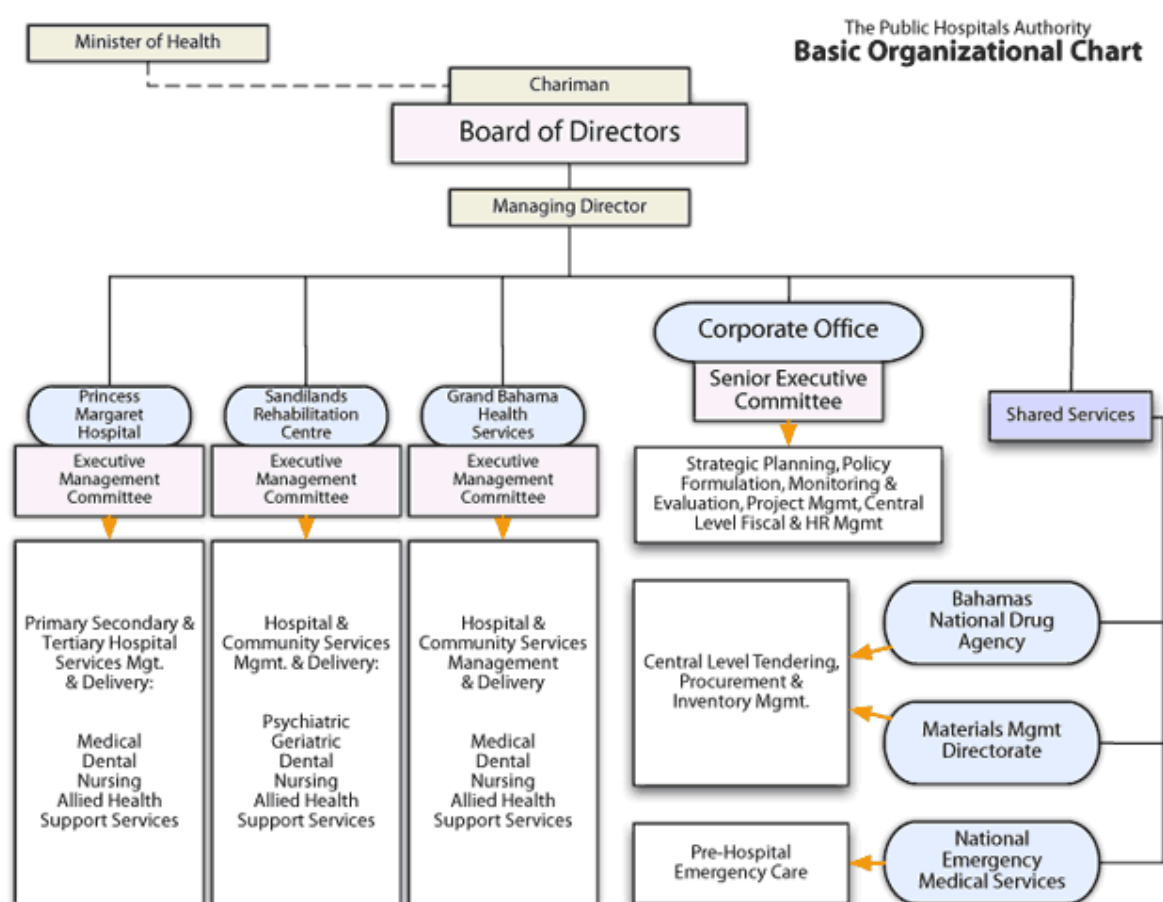 The Public Hospitals Authority
Basic Organizational Chart
Minister of Health
Chariman
Board of Directors
Managing Director
Princess
Margaret
Hospital
Executive
Management
Committee
Primary Secondary &
Tertiary Hospital
Services Mgt.
& Delivery:
Medical
Dental
Nursing
Allied Health
Support Services
Sandilands
Rehabilitation
Centre
Executive
Management
Committee
Hospital &
Community Services
Mgmt. & Delivery:
Psychiatric
Geriatric
Dental
Nursing
Allied Health
Support Services
Grand Bahama
Health
Services
Executive
Management
Committee
Hospital &
Community Services
Management
& Delivery
Medical
Dental
Nursing
Allied Health
Support Services
Corporate Office
Senior Executive
Committee
Strategic Planning, Policy
Formulation, Monitoring &
Evaluation, Project Mgmt, Central
Level Fiscal & HR Mgmt
Shared Services
Bahamas
National Drug
Agency
Central Level Tendering,
Procurement &
Inventory Mgmt.
Materials Mgmt
Directorate
National
Emergency
Medical Services
Pre-Hospital
Emergency Care